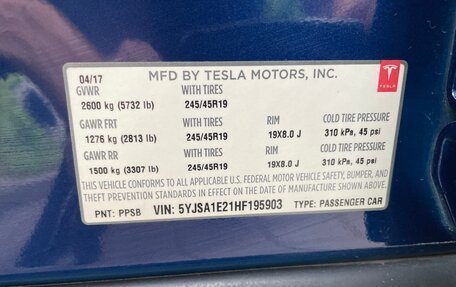 04/17 MFD BY TESLA MOTORS, INC. TESLA
GVWR WITH TIRES
2600 kg (5732 lb) 245/45R19
GAWR FRT WITH TIRES RIM COLD TIRE PRESSURE
1276 kg (2813 lb) 245/45R19 19X8.0 J 310 kPa, 45 psi
GAWR RR WITH TIRES RIM COLD TIRE PRESSURE
1500 kg (3307 lb) 245/45R19 19X8.0 J 310 kPa, 45 psi
THIS VEHICLE CONFORMS TO ALL APPLICABLE U.S. FEDERAL MOTOR VEHICLE SAFETY, BUMPER, AND
THEFT PREVENTION STANDARDS IN EFFECT ON THE DATE OF MANUFACTURE SHOWN ABOVE.
PNT: PPSB VIN: 5YJSA1E21HF195903 TYPE: PASSENGER CAR